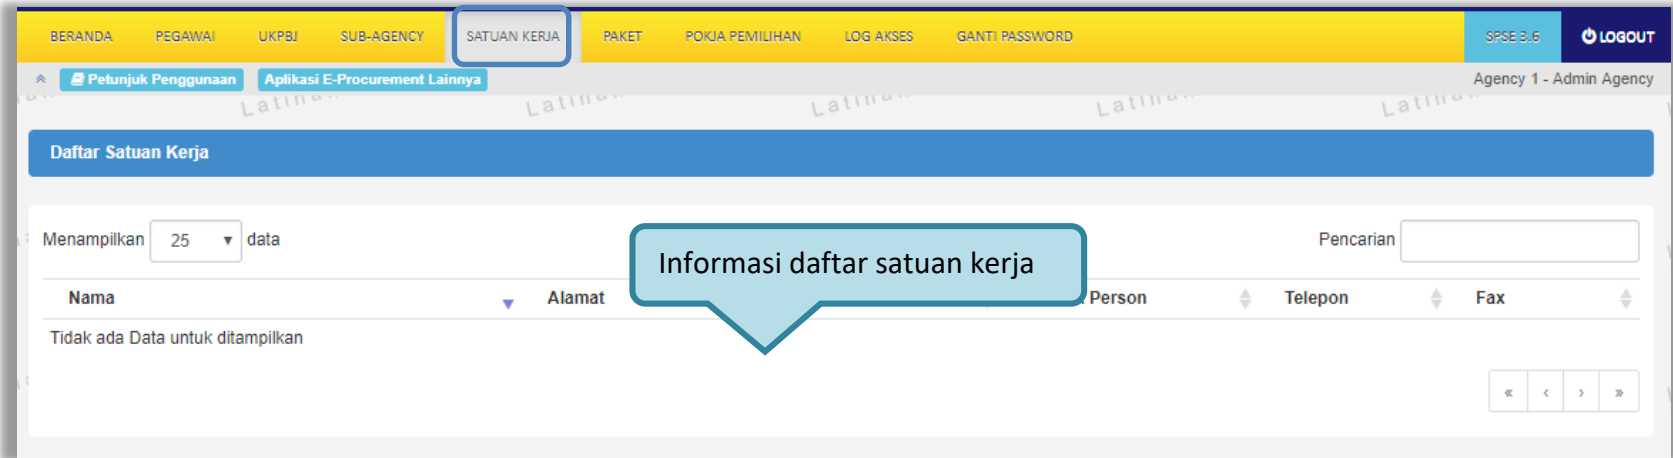 BERANDA PEGAWAI UKPBJ SUB-AGENCY SATUAN KERJA PAKET POKJA PEMILIHAN LOG AKSES GANTI PASSWORD SPSE 3.6 LOGOUT
Petunjuk Penggunaan Aplikasi E-Procurement Lainnya Agency 1 - Admin Agency
Daftar Satuan Kerja
Menampilkan 25 data Pencarian
Informasi daftar satuan kerja
Nama Alamat Person Telepon Fax
Tidak ada Data untuk ditampilkan
« ‹ › »